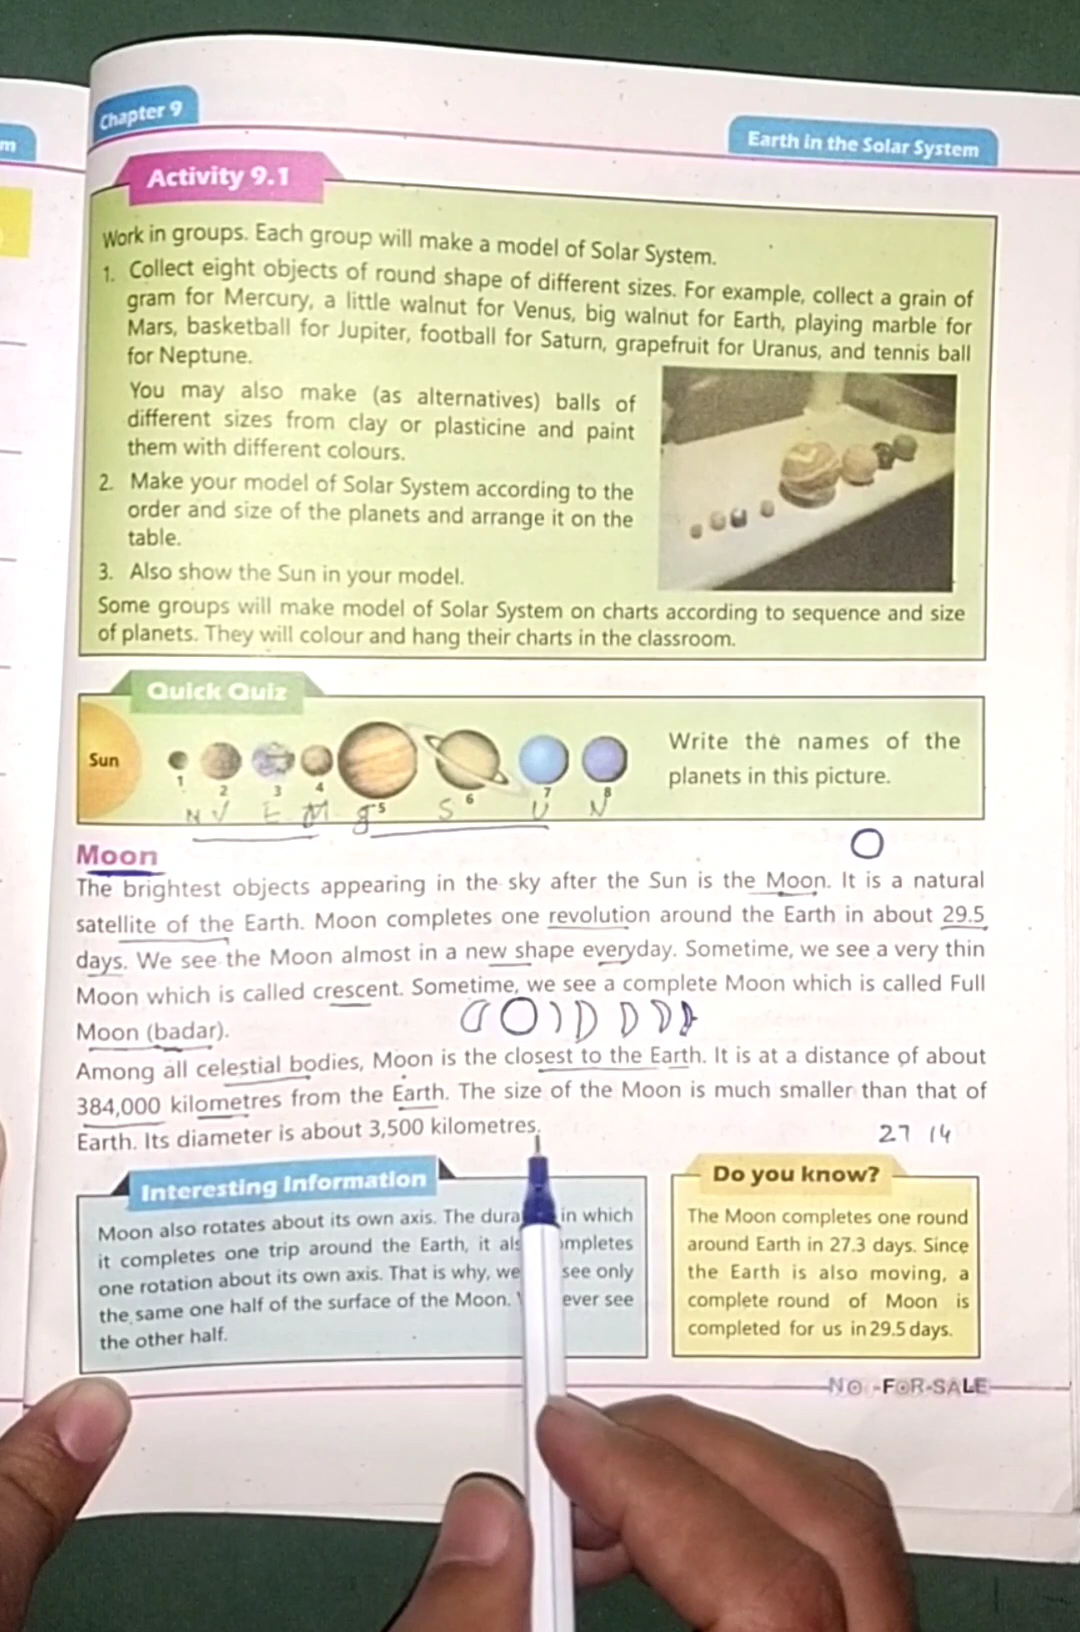 Chapter 9
m
Earth in the Solar System
Activity 9.1
Work in groups. Each group will make a model of Solar System.
1. Collect eight objects of round shape of different sizes. For example, collect a grain of
gram for Mercury, a little walnut for Venus, big walnut for Earth, playing marble for
Mars, basketball for Jupiter, football for Saturn, grapefruit for Uranus, and tennis ball
for Neptune.
You may also make (as alternatives) balls of
different sizes from clay or plasticine and paint
them with different colours.
2. Make your model of Solar System according to the
order and size of the planets and arrange it on the
table.
3. Also show the Sun in your model.
Some groups will make model of Solar System on charts according to sequence and size
of planets. They will colour and hang their charts in the classroom.
Quick Quiz
Sun
1 2 3 4 5 6 7 8
V E M S U N
Write the names of the
planets in this picture.
Moon
The brightest objects appearing in the sky after the Sun is the Moon. It is a natural
satellite of the Earth. Moon completes one revolution around the Earth in about 29.5
days. We see the Moon almost in a new shape everyday. Sometime, we see a very thin
Moon which is called crescent. Sometime, we see a complete Moon which is called Full
Moon (badar).
Among all celestial bodies, Moon is the closest to the Earth. It is at a distance of about
384,000 kilometres from the Earth. The size of the Moon is much smaller than that of
Earth. Its diameter is about 3,500 kilometres.
27 14
Interesting Information
Moon also rotates about its own axis. The dura in which
it completes one trip around the Earth, it als mpletes
one rotation about its own axis. That is why, we see only
the same one half of the surface of the Moon. ever see
the other half.
Do you know?
The Moon completes one round
around Earth in 27.3 days. Since
the Earth is also moving, a
complete round of Moon is
completed for us in 29.5 days.
NO -FOR-SALE